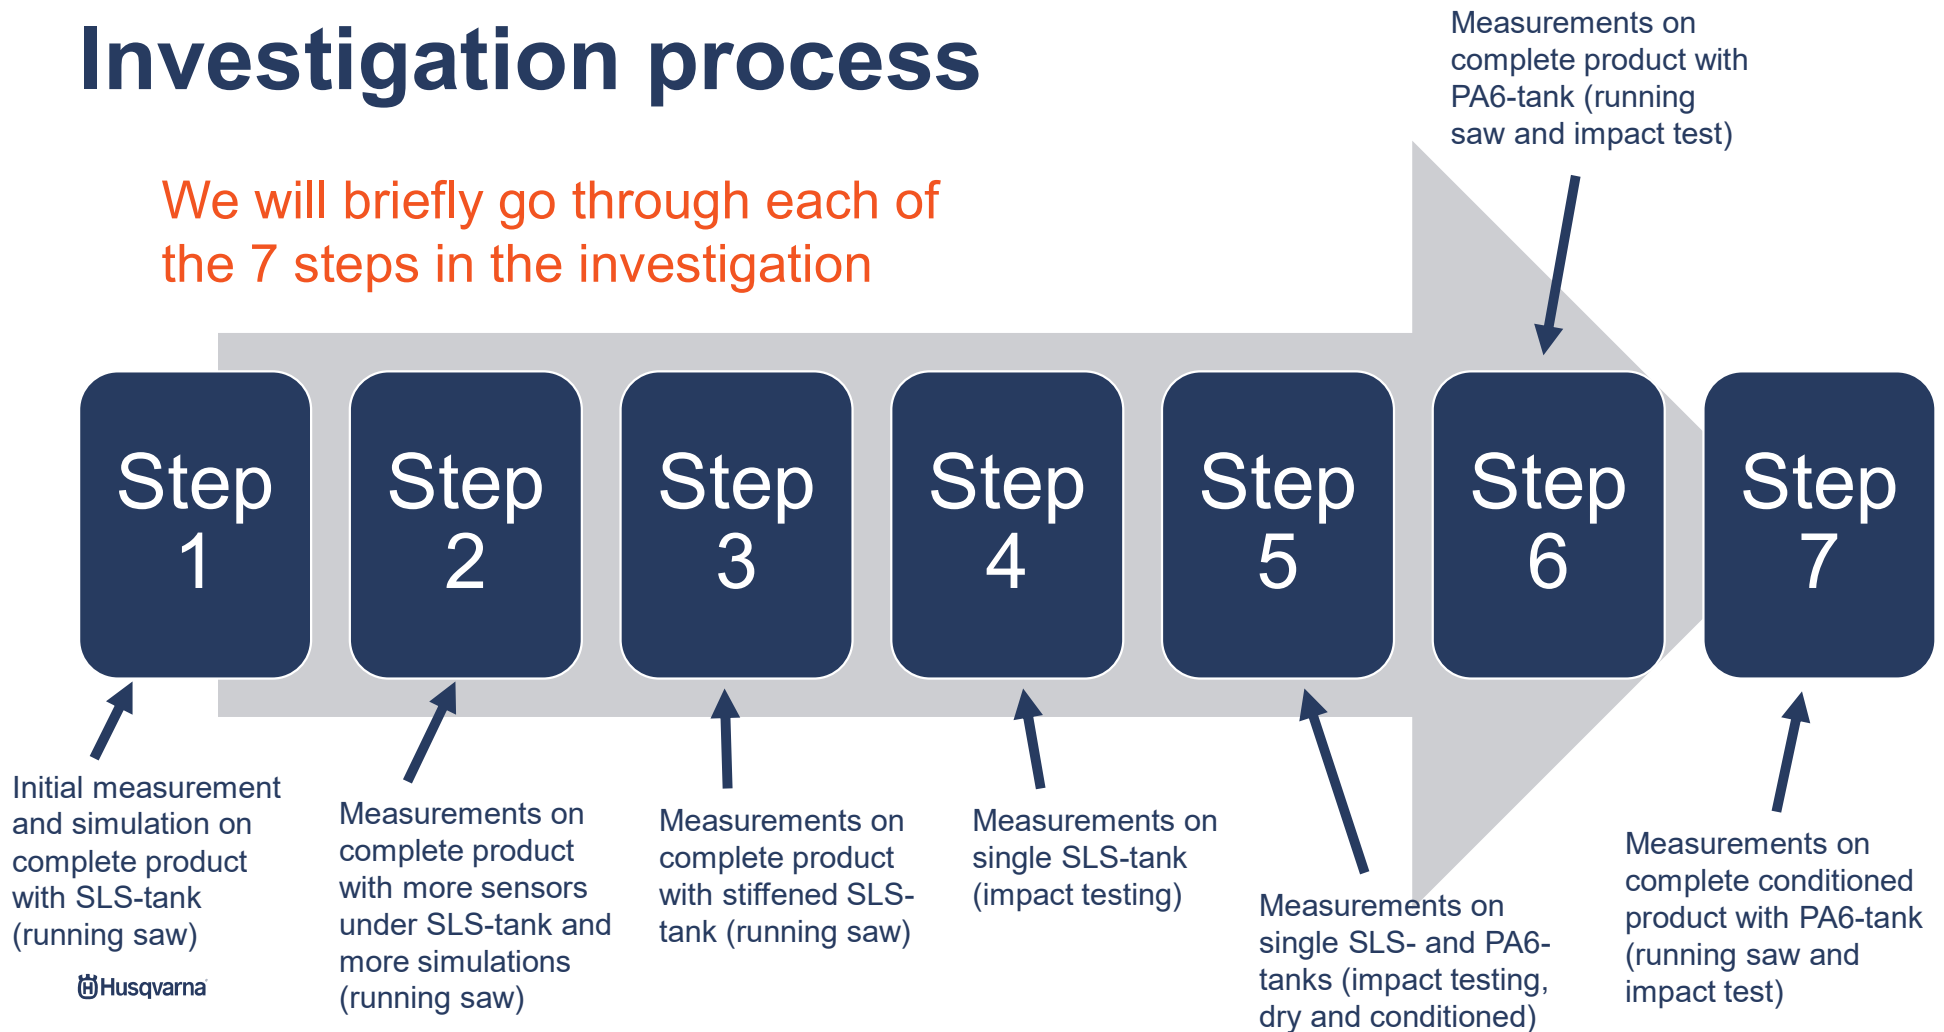 Investigation process
We will briefly go through each of
the 7 steps in the investigation
Measurements on
complete product with
PA6-tank (running
saw and impact test)
Step
1
Step
2
Step
3
Step
4
Step
5
Step
6
Step
7
Initial measurement
and simulation on
complete product
with SLS-tank
(running saw)
Measurements on
complete product
with more sensors
under SLS-tank and
more simulations
(running saw)
Measurements on
complete product
with stiffened SLS-
tank (running saw)
Measurements on
single SLS-tank
(impact testing)
Measurements on
single SLS- and PA6-
tanks (impact testing,
dry and conditioned)
Measurements on
complete conditioned
product with PA6-tank
(running saw and
impact test)
Husqvarna